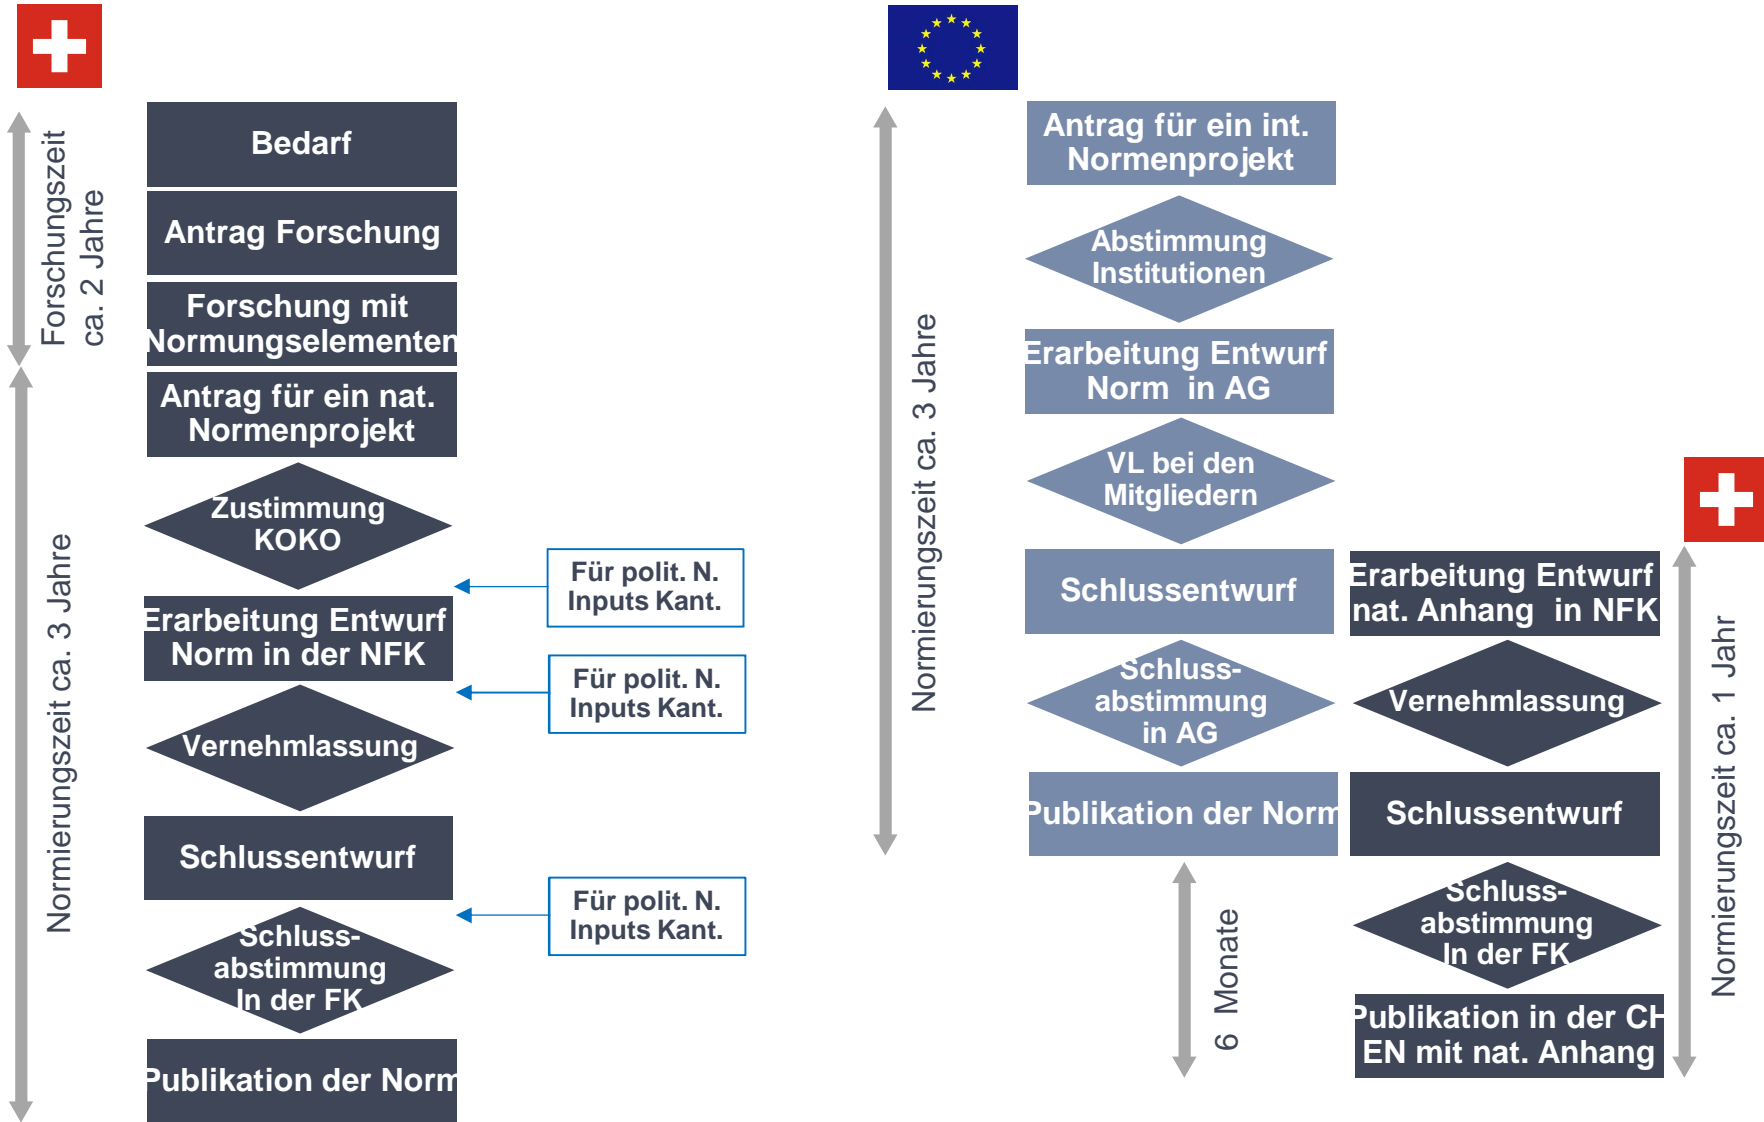 Forschungszeit
ca. 2 Jahre
Normierungszeit ca. 3 Jahre
Bedarf
Antrag Forschung
Forschung mit
Normungselementen
Antrag für ein nat.
Normenprojekt
Zustimmung
KOKO
Erarbeitung Entwurf
Norm in der NFK
Vernehmlassung
Schlussentwurf
Schluss-
abstimmung
In der FK
Publikation der Norm
Für polit. N.
Inputs Kant.
Für polit. N.
Inputs Kant.
Für polit. N.
Inputs Kant.
Normierungszeit ca. 3 Jahre
Antrag für ein int.
Normenprojekt
Abstimmung
Institutionen
Erarbeitung Entwurf
Norm in AG
VL bei den
Mitgliedern
Schlussentwurf
Schluss-
abstimmung
in AG
Publikation der Norm
6 Monate
Erarbeitung Entwurf
nat. Anhang in NFK
Vernehmlassung
Schlussentwurf
Schluss-
abstimmung
In der FK
Publikation in der CH
EN mit nat. Anhang
Normierungszeit ca. 1 Jahr